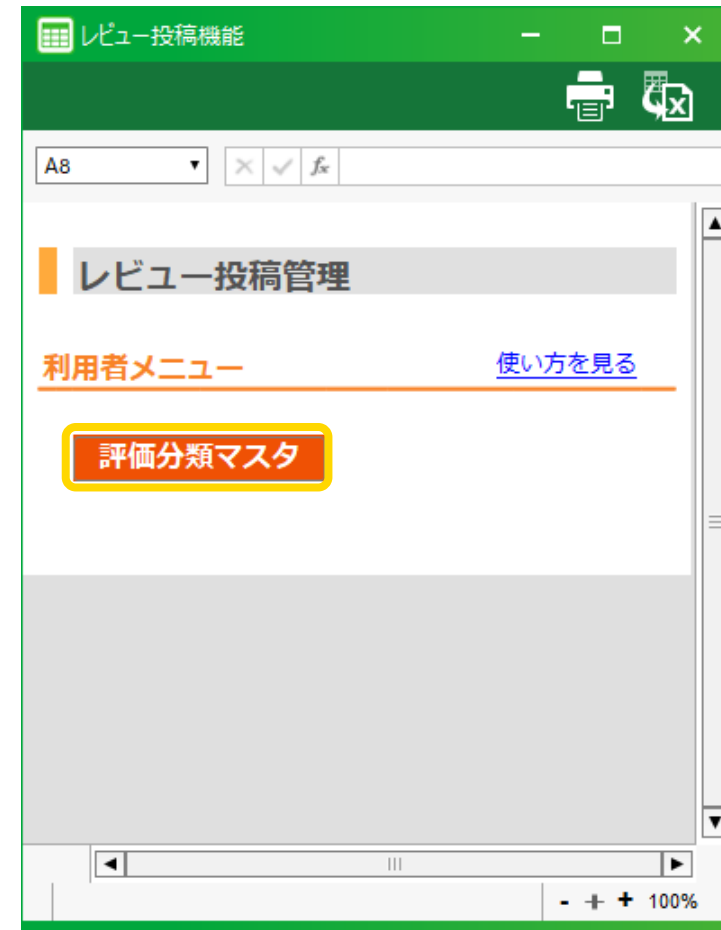 レビュー投稿機能
A8
fx
レビュー投稿管理
利用者メニュー 使い方を見る
評価分類マスタ
- + 100%